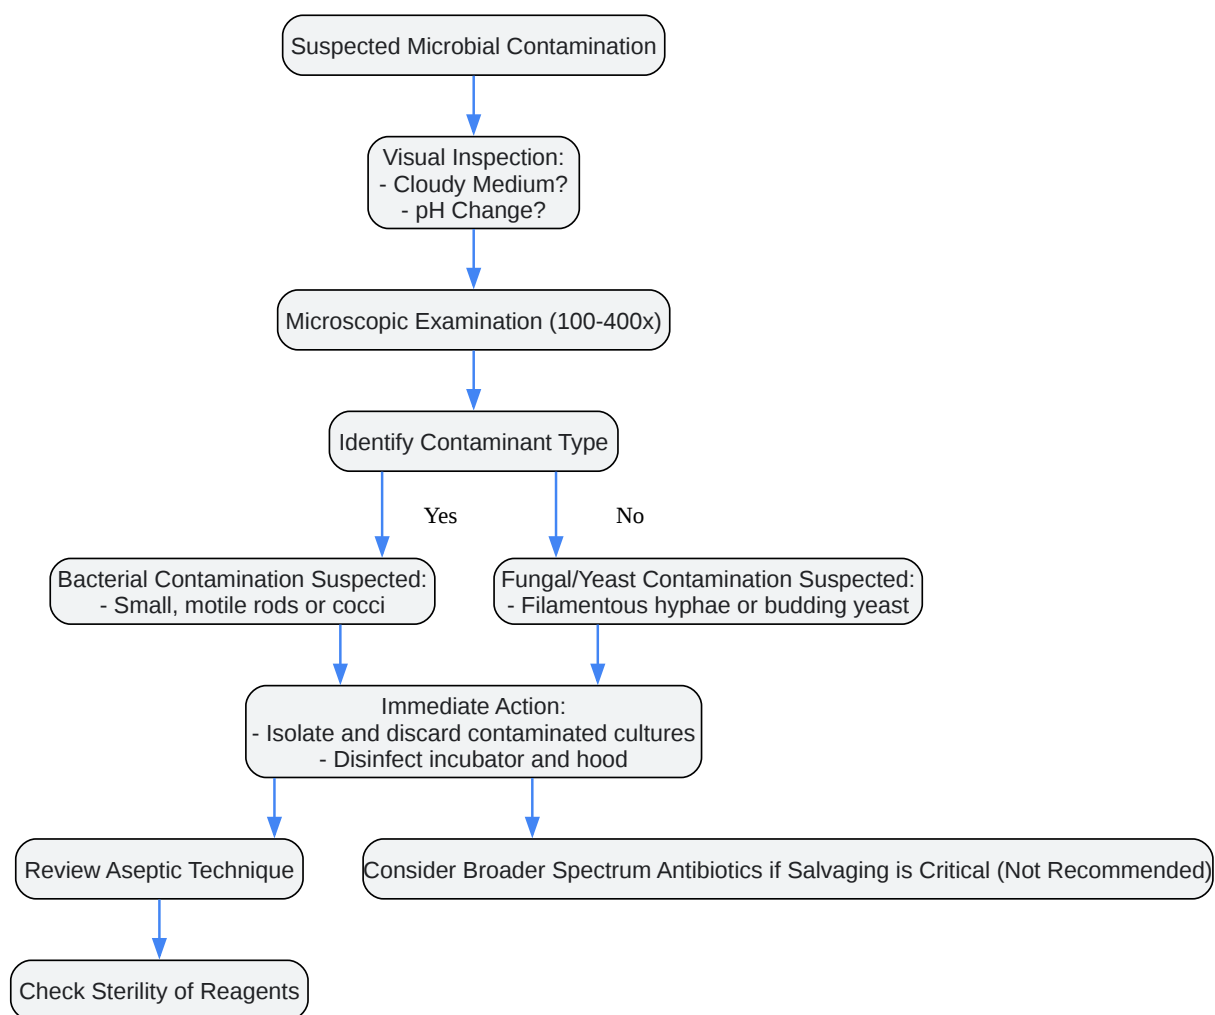 Suspected Microbial Contamination
Visual Inspection:
- Cloudy Medium?
- pH Change?
Microscopic Examination (100-400x)
Identify Contaminant Type
Yes
No
Bacterial Contamination Suspected:
- Small, motile rods or cocci
Fungal/Yeast Contamination Suspected:
- Filamentous hyphae or budding yeast
Immediate Action:
- Isolate and discard contaminated cultures
- Disinfect incubator and hood
Review Aseptic Technique
Consider Broader Spectrum Antibiotics if Salvaging is Critical (Not Recommended)
Check Sterility of Reagents